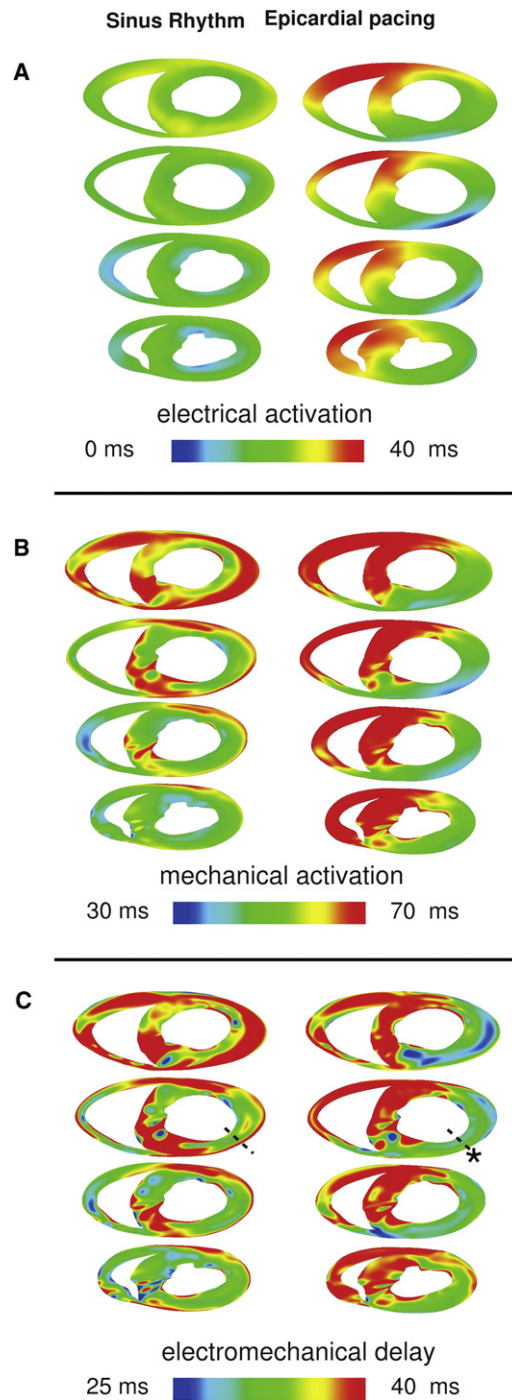 Sinus Rhythm Epicardial pacing
A
electrical activation
0 ms 40 ms
B
mechanical activation
30 ms 70 ms
C
*
electromechanical delay
25 ms 40 ms